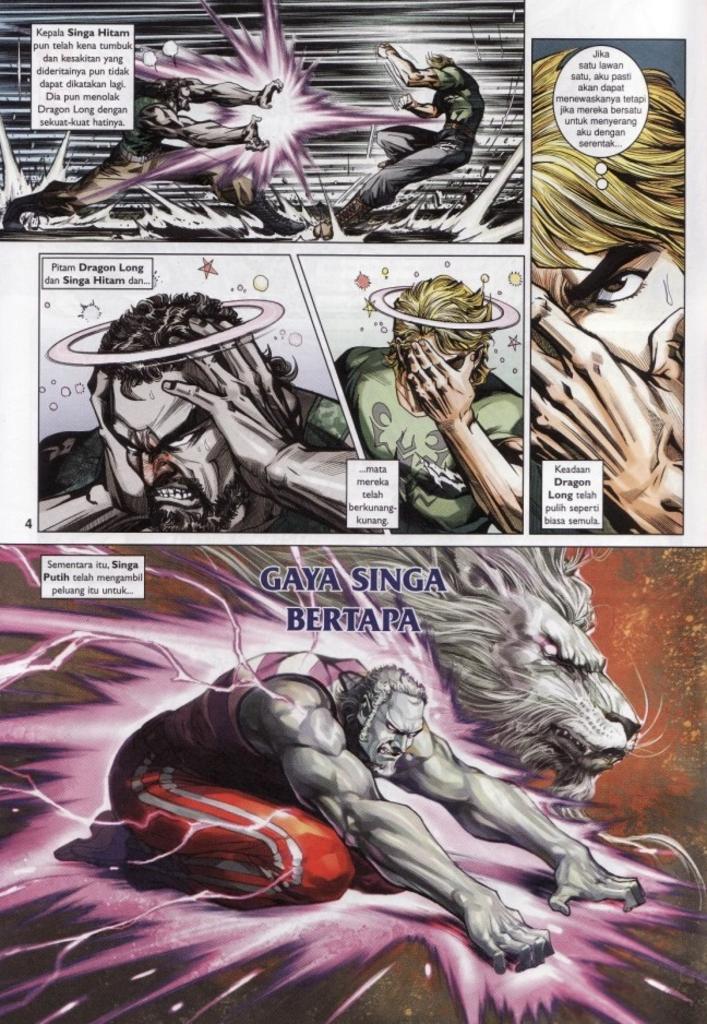 Kepala Singa Hitam
pun telah kena tumbuk
dan kesakitan yang
dideritainya pun tidak
dapat dikatakan lagi.
Dia pun menolak
Dragon Long dengan
sekuat-kuat hatinya.
Jika
satu lawan
satu, aku pasti
akan dapat
menewaskanya tetapi
jika mereka bersatu
untuk menyerang
aku dengan
serentak...
Pitam Dragon Long
dan Singa Hitam dan...
...mata
mereka
telah
berkunang-
kunang.
Keadaan
Dragon
Long telah
pulih seperti
biasa semula.
4
Sementara itu, Singa
Putih telah mengambil
peluang itu untuk...
GAYA SINGA
BERTAPA